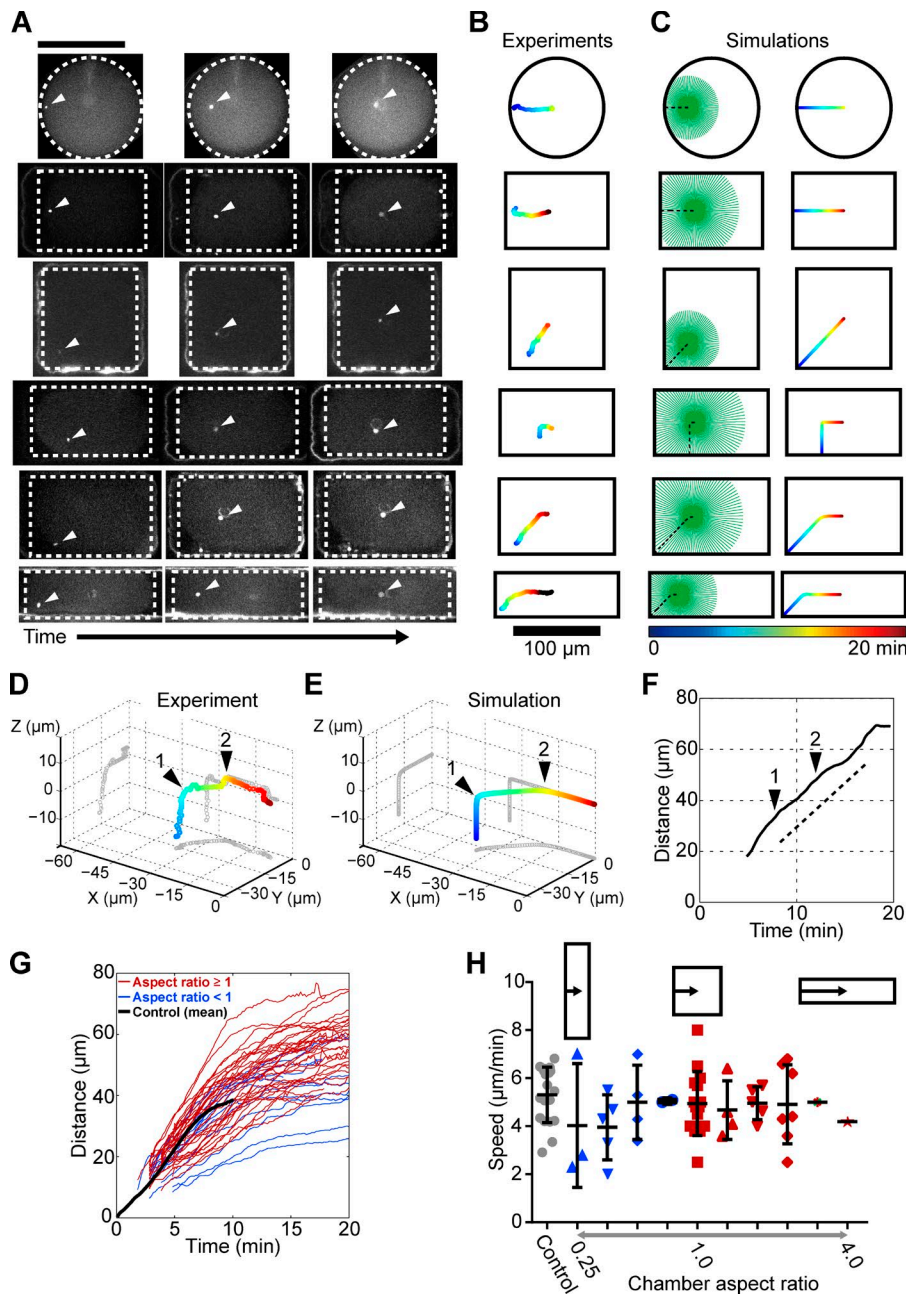 A
B
C
Experiments
Simulations
Time
100 µm
0
20 min
D
Experiment
E
Simulation
F
Z (µm)
10
0
−10
1
2
−60
−45
−30
−15
0
X (µm)
−30
−15
0
Y (µm)
Z (µm)
10
0
−10
1
2
−60
−45
−30
−15
0
X (µm)
−30
−15
0
Y (µm)
80
60
40
20
0
Distance (µm)
1
2
0
10
20
Time (min)
G
Aspect ratio ≥ 1
Aspect ratio < 1
Control (mean)
80
60
40
20
0
Distance (µm)
0
5
10
15
20
Time (min)
H
10
8
6
4
2
0
Speed (µm/min)
Control
0.25
1.0
4.0
Chamber aspect ratio